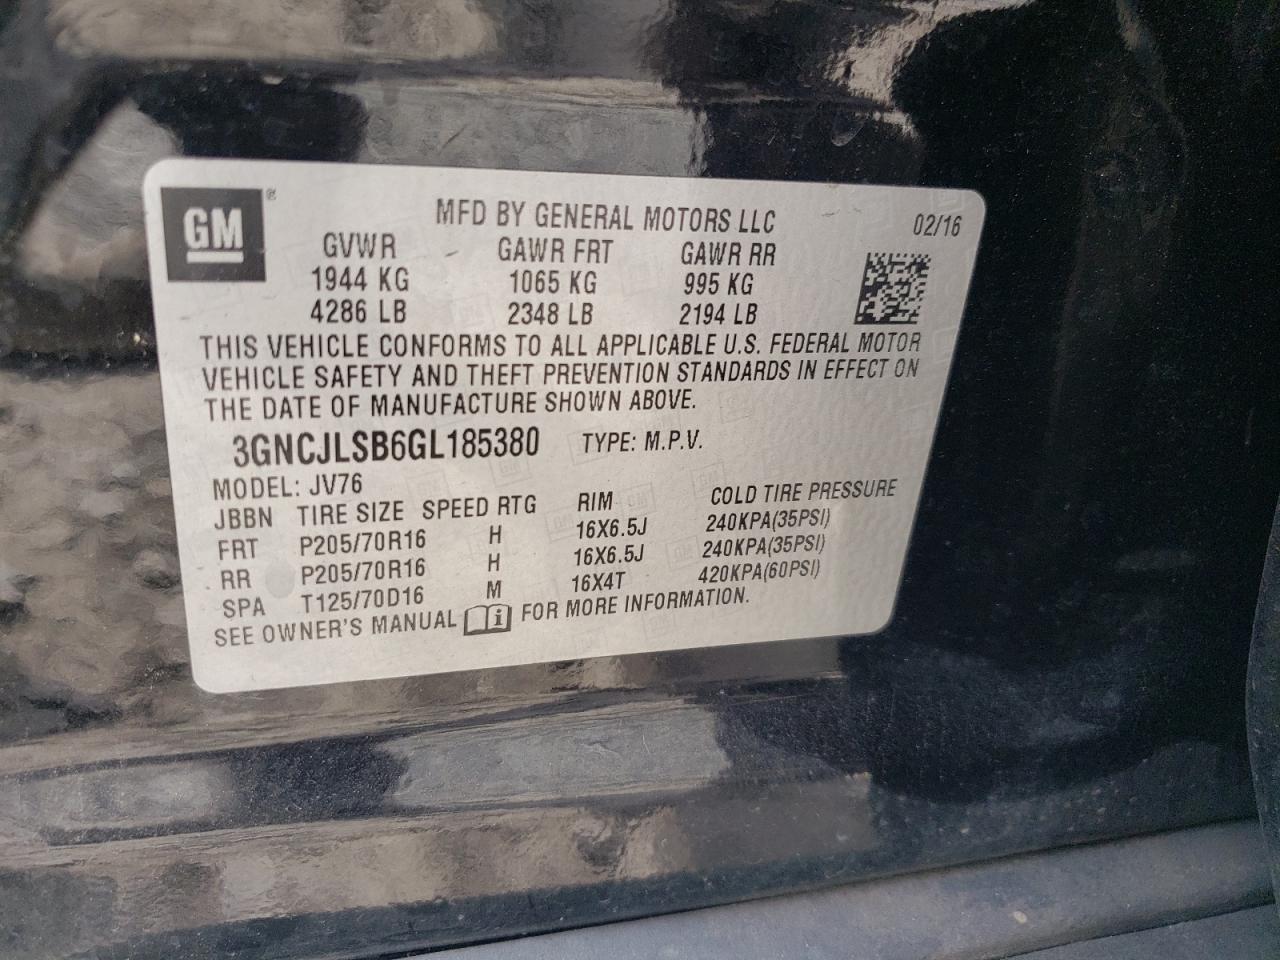 GM®
MFD BY GENERAL MOTORS LLC 02/16
GVWR GAWR FRT GAWR RR
1944 KG 1065 KG 995 KG
4286 LB 2348 LB 2194 LB
THIS VEHICLE CONFORMS TO ALL APPLICABLE U.S. FEDERAL MOTOR
VEHICLE SAFETY AND THEFT PREVENTION STANDARDS IN EFFECT ON
THE DATE OF MANUFACTURE SHOWN ABOVE.
3GNCJLSB6GL185380 TYPE: M.P.V.
MODEL: JV76
JBBN TIRE SIZE SPEED RTG RIM COLD TIRE PRESSURE
FRT P205/70R16 H 16X6.5J 240KPA(35PSI)
RR P205/70R16 H 16X6.5J 240KPA(35PSI)
SPA T125/70D16 M 16X4T 420KPA(60PSI)
SEE OWNER'S MANUAL FOR MORE INFORMATION.